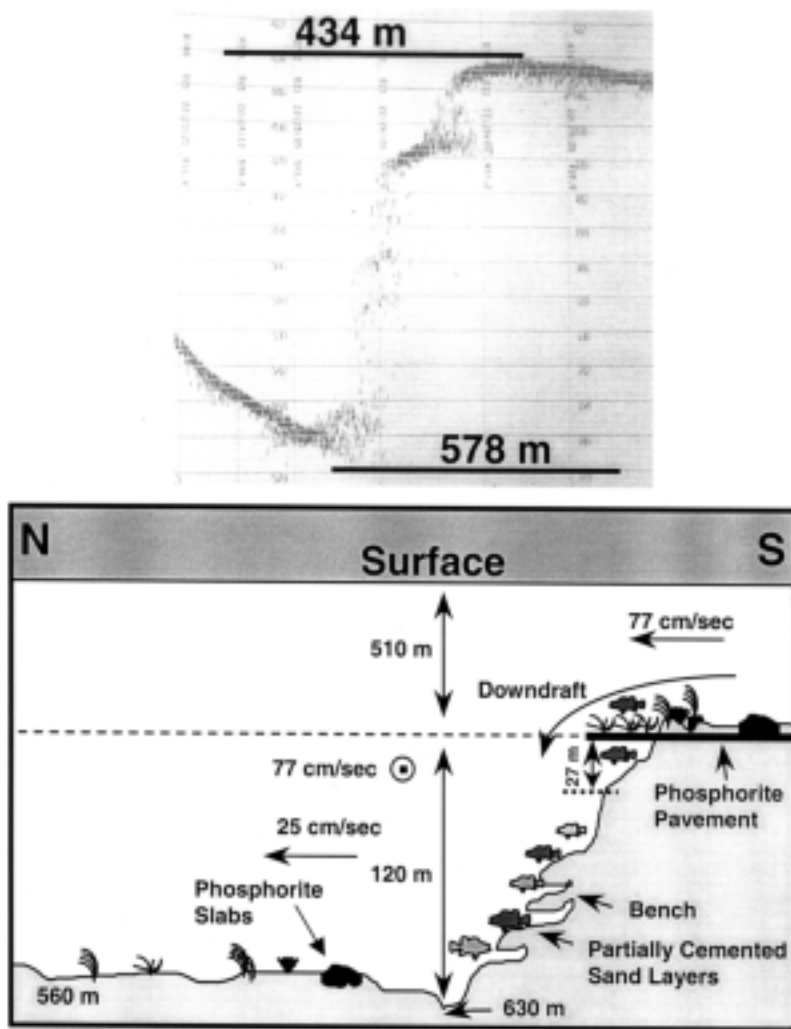 434 m
578 m
N
Surface
S
77 cm/sec
510 m
Downdraft
77 cm/sec
27 m
Phosphorite
Pavement
25 cm/sec
120 m
Phosphorite
Slabs
Bench
Partially Cemented
Sand Layers
560 m
630 m